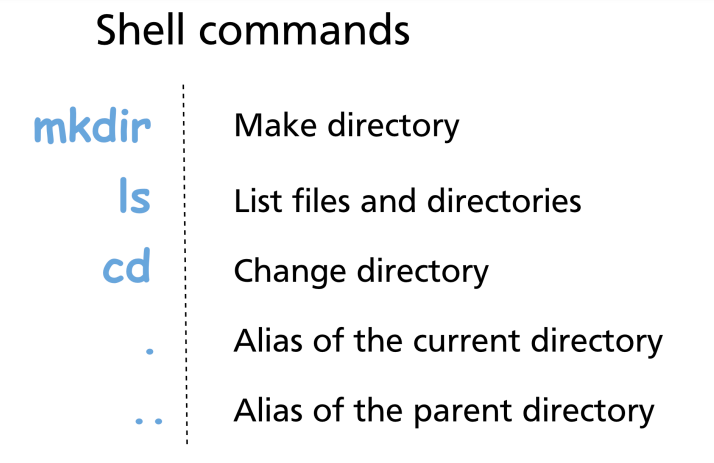 Shell commands
mkdir Make directory
ls List files and directories
cd Change directory
. Alias of the current directory
.. Alias of the parent directory